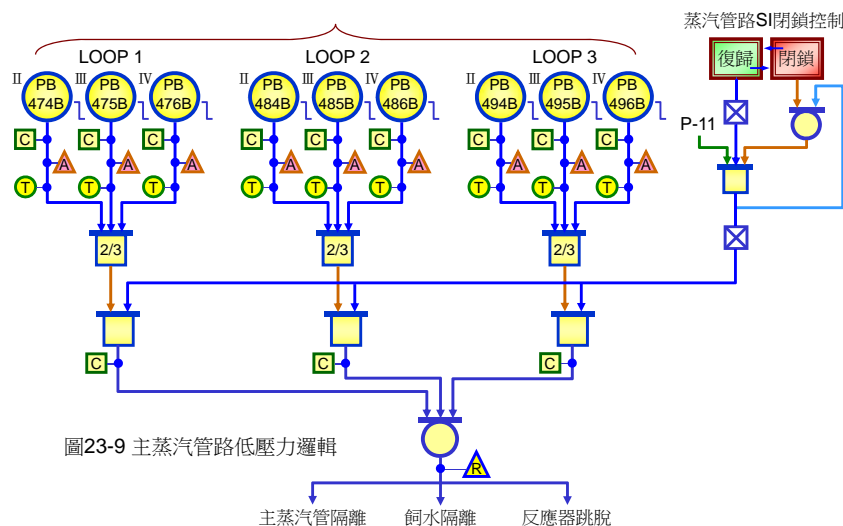 蒸汽管路SI閉鎖控制
復歸 閉鎖
LOOP 1 LOOP 2 LOOP 3
II PB 474B III PB 475B IV PB 476B
II PB 484B III PB 485B IV PB 486B
II PB 494B III PB 495B IV PB 496B
P-11
C C C C C C C C C
A A A A A A A A A
T T T T T T T T T
2/3 2/3 2/3
C C C
圖23-9 主蒸汽管路低壓力邏輯
R
主蒸汽管隔離 飼水隔離 反應器跳脫